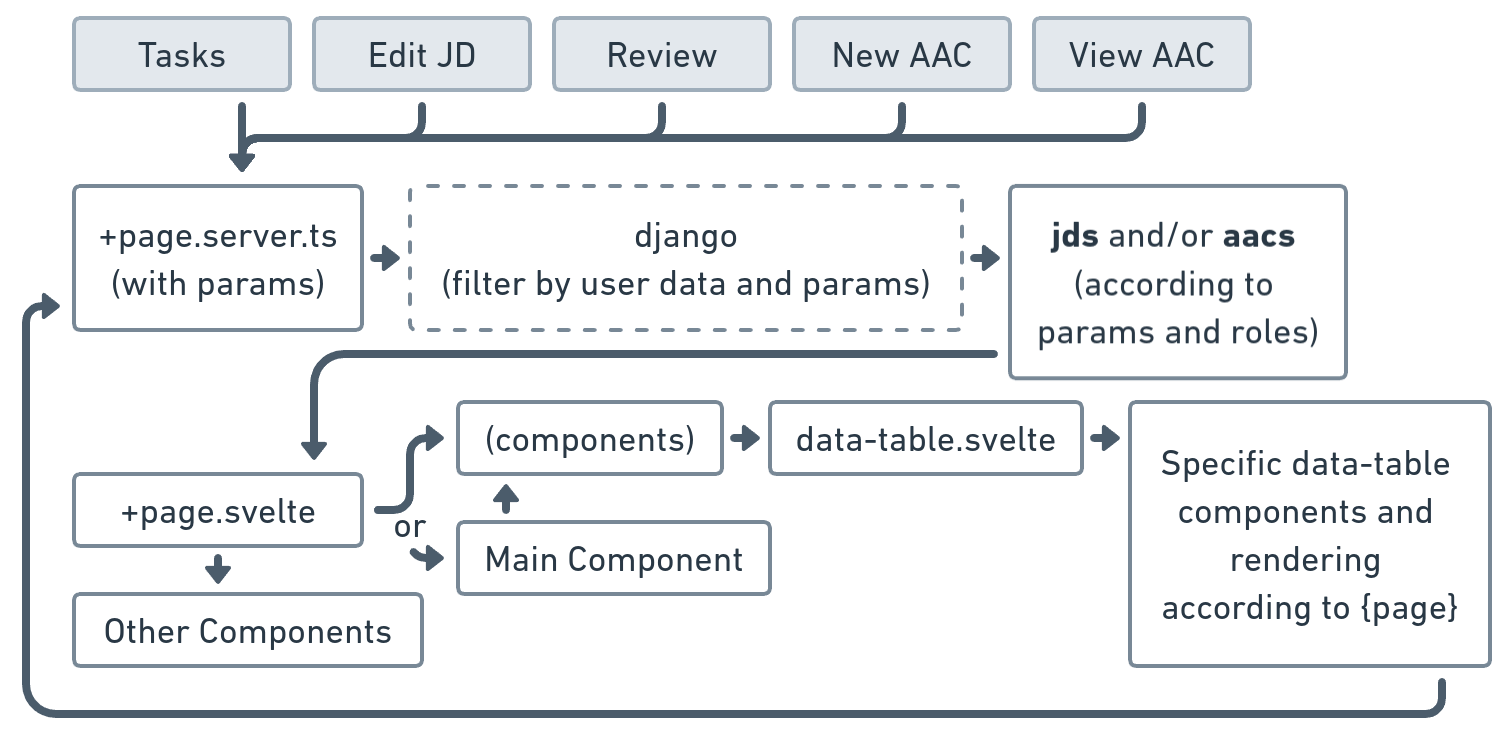 Tasks
Edit JD
Review
New AAC
View AAC
+page.server.ts
(with params)
django
(filter by user data and params)
jds and/or aacs
(according to
params and roles)
+page.svelte
or
(components)
data-table.svelte
Main Component
Other Components
Specific data-table
components and
rendering
according to {page}